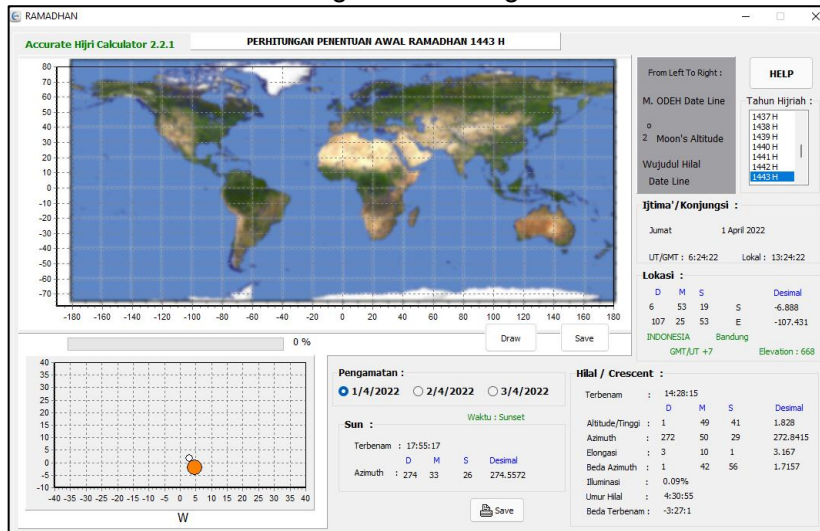 RAMADHAN
Accurate Hijri Calculator 2.2.1
PERHITUNGAN PENENTUAN AWAL RAMADHAN 1443 H
80
70
60
50
40
30
20
10
0
-10
-20
-30
-40
-50
-60
-70
-180 -160 -140 -120 -100 -80 -60 -40 -20 0 20 40 60 80 100 120 140 160 180
0 %
Draw
Save
From Left To Right :
M. ODEH Date Line
o
2 Moon's Altitude
Wujudul Hilal
Date Line
HELP
Tahun Hijriah :
1437 H
1438 H
1439 H
1440 H
1441 H
1442 H
1443 H
Ijtima'/Konjungsi :
Jumat 1 April 2022
UT/GMT : 6:24:22 Lokal : 13:24:22
Lokasi :
D M S Desimal
6 53 19 S -6.888
107 25 53 E -107.431
INDONESIA Bandung
GMT/UT +7 Elevation : 668
40
35
30
25
20
15
10
5
0
-5
-10
-40 -35 -30 -25 -20 -15 -10 -5 0 5 10 15 20 25 30 35 40
W
Pengamatan :
1/4/2022 2/4/2022 3/4/2022
Sun :
Waktu : Sunset
Terbenam : 17:55:17
D M S Desimal
Azimuth : 274 33 26 274.5572
Save
Hilal / Crescent :
Terbenam : 14:28:15
D M S Desimal
Altitude/Tinggi : 1 49 41 1.828
Azimuth : 272 50 29 272.8415
Elongasi : 3 10 1 3.167
Beda Azimuth : 1 42 56 1.7157
Illuminasi : 0.09%
Umur Hilal : 4:30:55
Beda Terbenam : -3:27:1